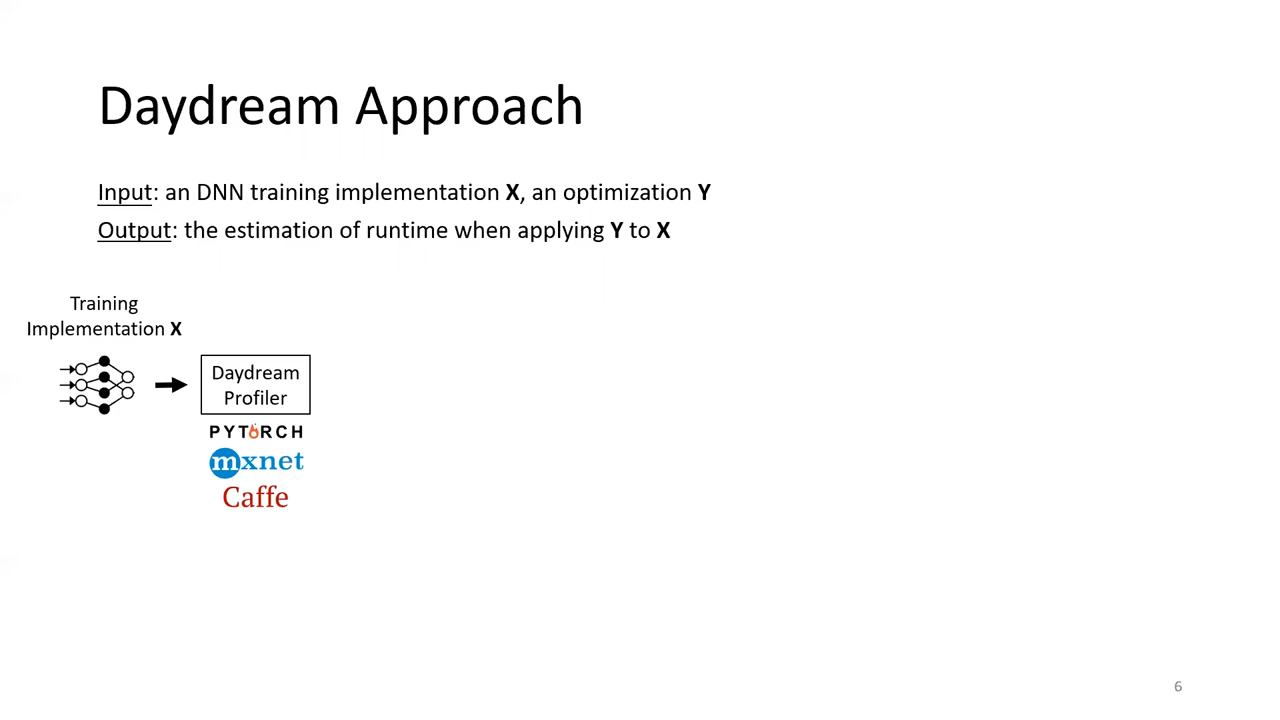 Daydream Approach
Input: an DNN training implementation X, an optimization Y
Output: the estimation of runtime when applying Y to X
Training
Implementation X
Daydream
Profiler
PYTORCH
mxnet
Caffe
6